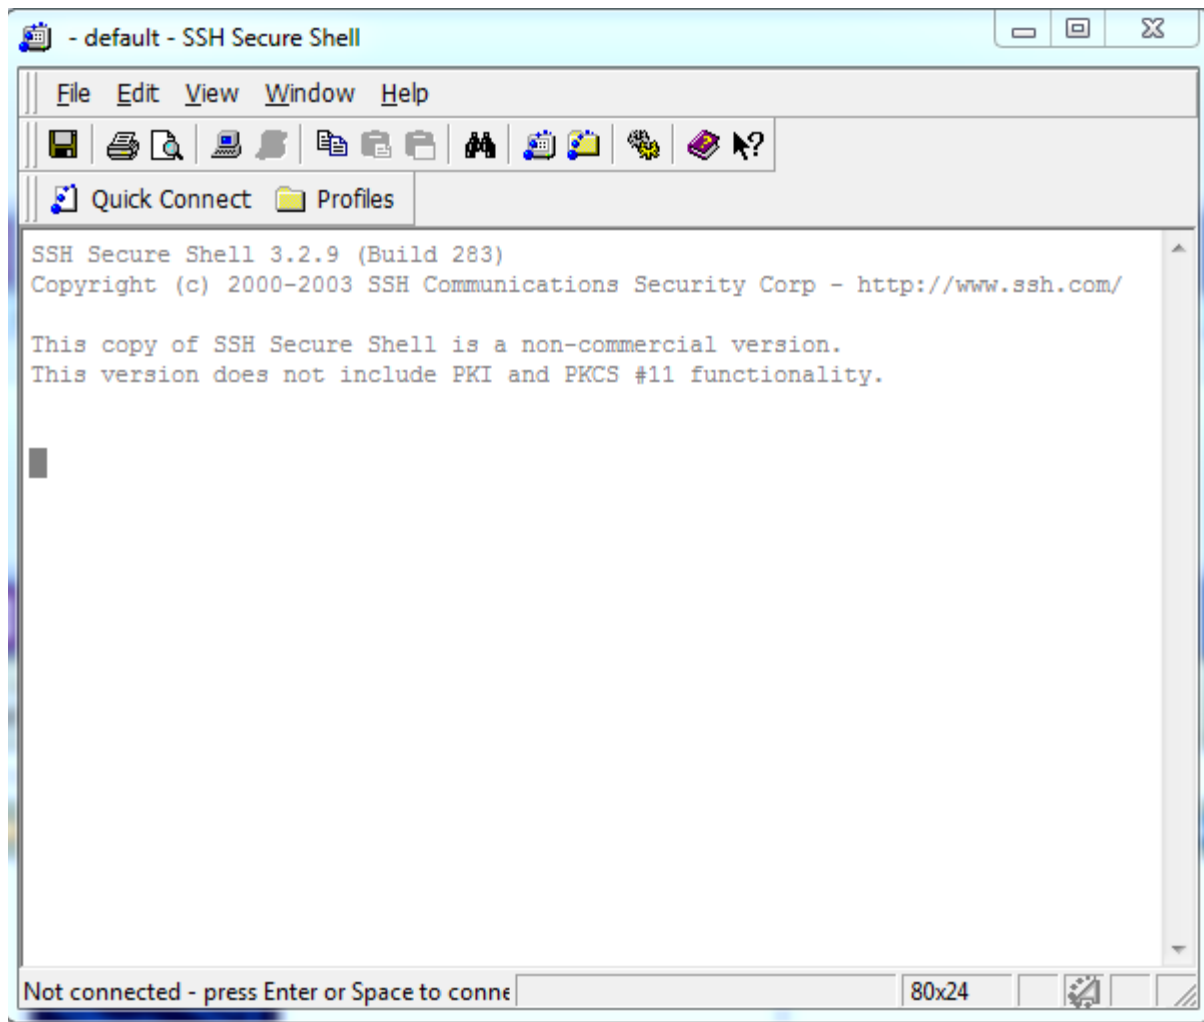 - default - SSH Secure Shell
File Edit View Window Help
Quick Connect Profiles
SSH Secure Shell 3.2.9 (Build 283)
Copyright (c) 2000-2003 SSH Communications Security Corp - http://www.ssh.com/
This copy of SSH Secure Shell is a non-commercial version.
This version does not include PKI and PKCS #11 functionality.
Not connected - press Enter or Space to conne 80x24